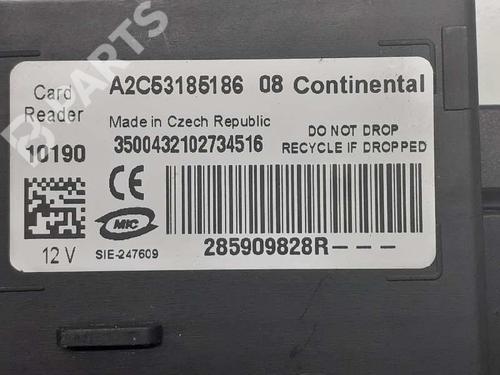 Card Reader
A2C53185186 08 Continental
Made in Czech Republic
10190
3500432102734516
DO NOT DROP
RECYCLE IF DROPPED
CE
MIC
12 V
SIE-247609
285909828R---
B PARTS